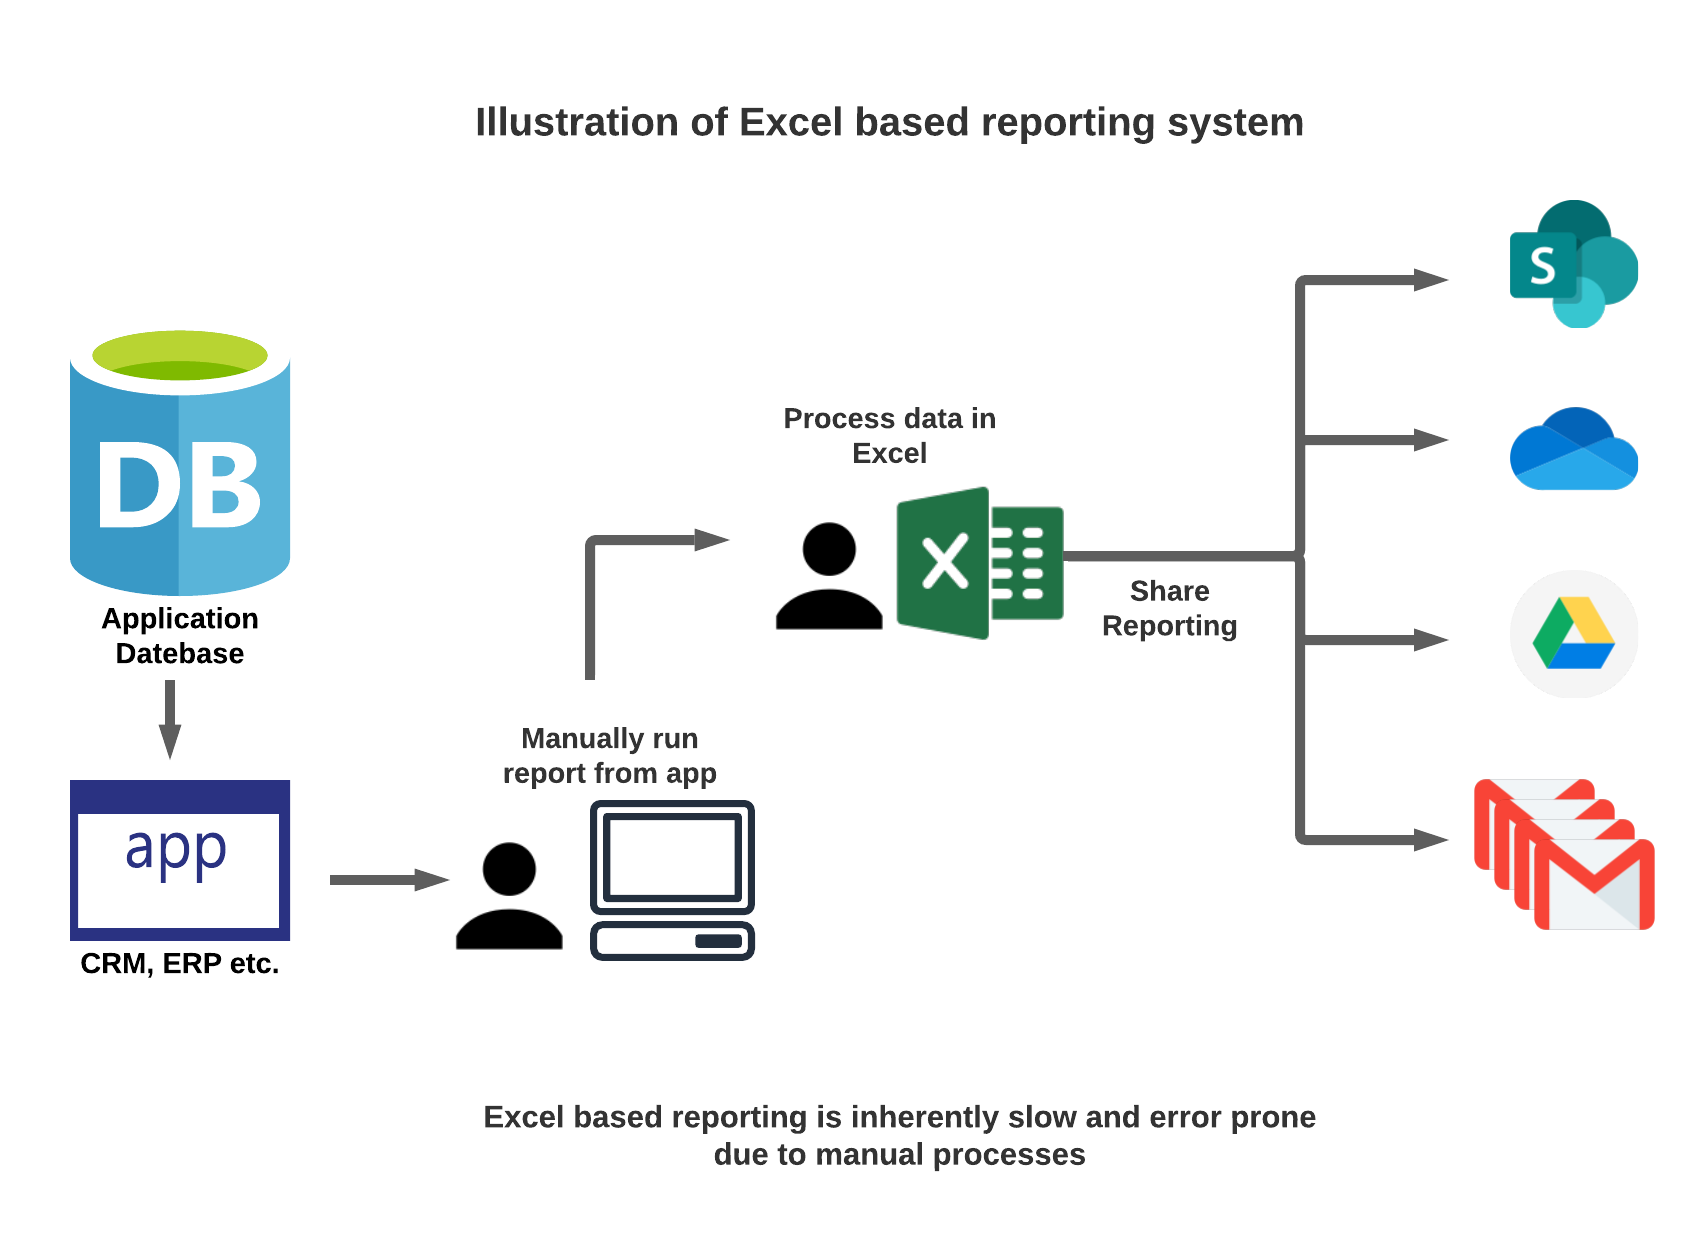 Illustration of Excel based reporting system
S
DB
Application
Datebase
app
CRM, ERP etc.
Manually run
report from app
Process data in
Excel
X
Share
Reporting
Excel based reporting is inherently slow and error prone
due to manual processes